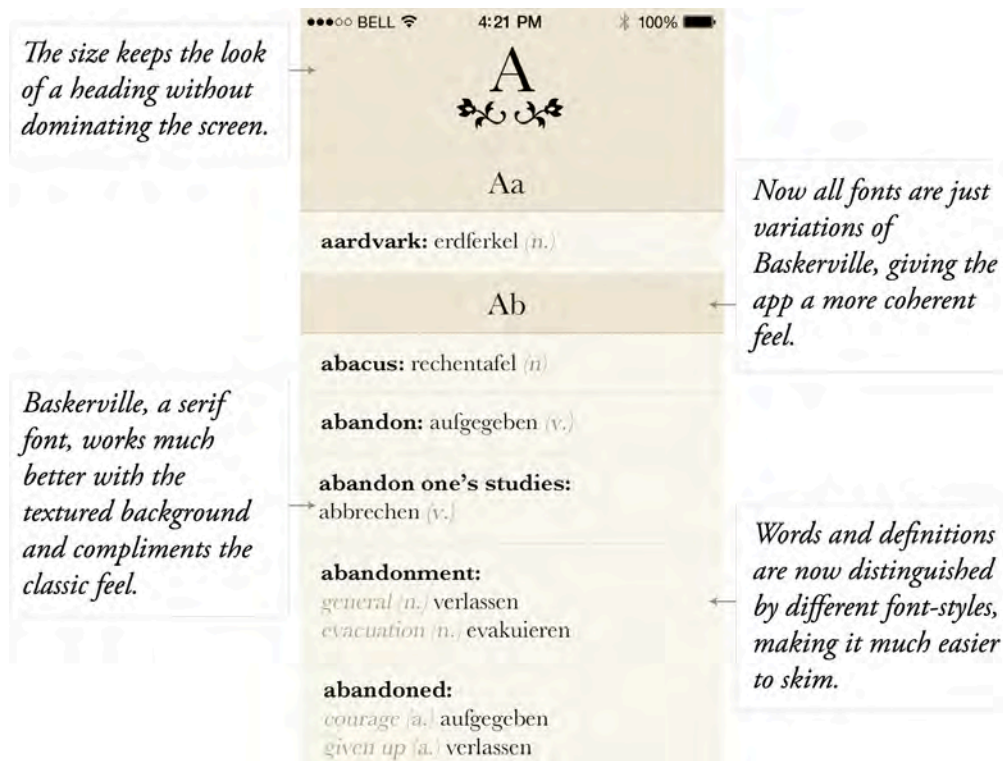 BELL
4:21 PM
100%
The size keeps the look
of a heading without
dominating the screen.
A
Aa
aardvark: erdferkel (n.)
Now all fonts are just
variations of
Baskerville, giving the
app a more coherent
feel.
Ab
abacus: rechentafel (n)
abandon: aufgegeben (v.)
abandon one's studies:
abbrechen (v.)
Baskerville, a serif
font, works much
better with the
textured background
and compliments the
classic feel.
abandonment:
general (n.) verlassen
evacuation (n.) evakuieren
Words and definitions
are now distinguished
by different font-styles,
making it much easier
to skim.
abandoned:
courage (a.) aufgegeben
given up (a.) verlassen